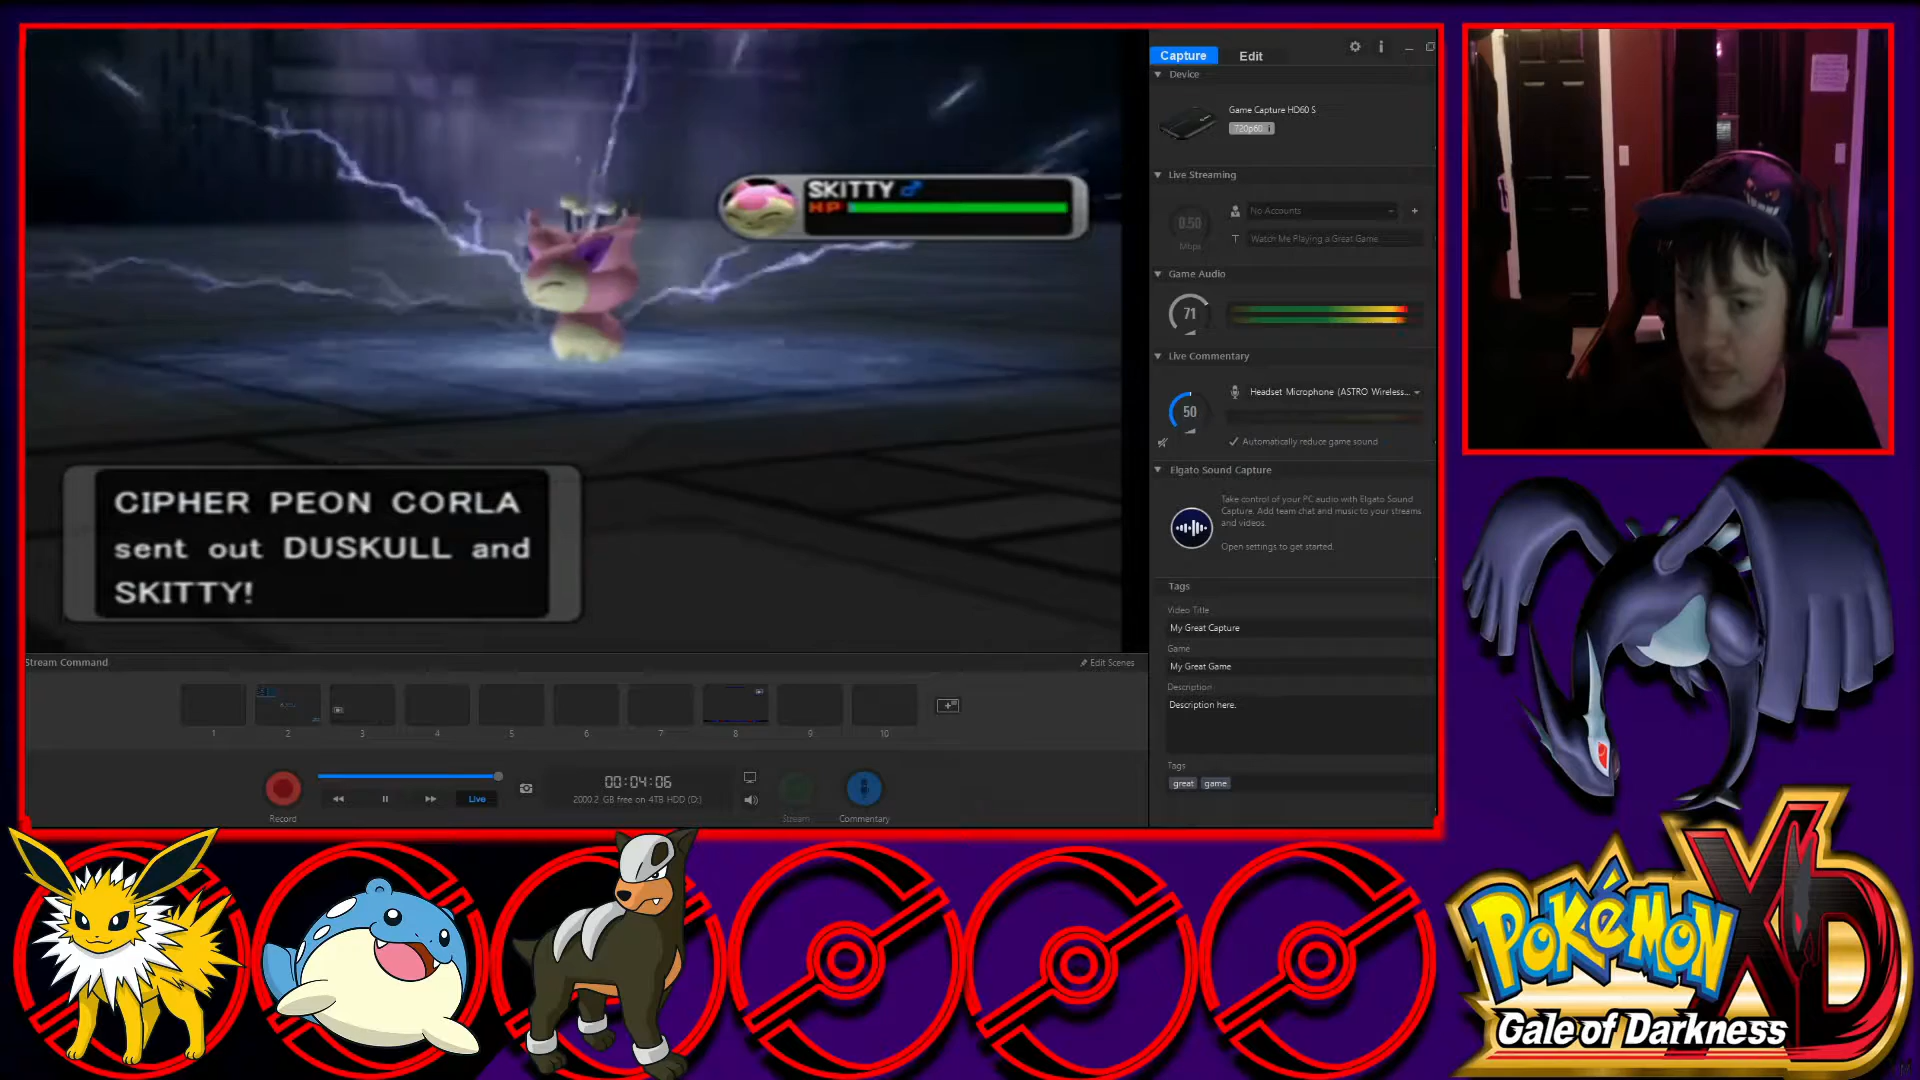 SKITTY ♂
HP
CIPHER PEON CORLA
sent out DUSKULL and
SKITTY!
Capture
Edit
Device
Game Capture HD60 S
720p60 i
Live Streaming
0.50
Mbps
No Accounts
Watch Me Playing a Great Game
Game Audio
71
Live Commentary
50
Headset Microphone (ASTRO Wireless...
Automatically reduce game sound
Elgato Sound Capture
Take control of your PC audio with Elgato Sound
Capture. Add team chat and music to your streams
and videos.
Open settings to get started.
Tags
Video Title
My Great Capture
Game
My Great Game
Description
Description here.
Tags
great game
Stream Command
Edit Scenes
1 2 3 4 5 6 7 8 9 10
00:04:06
2000.2 GB free on 4TB HDD (D:)
Live
Record
Stream
Commentary
POKéMON
XD
Gale of Darkness